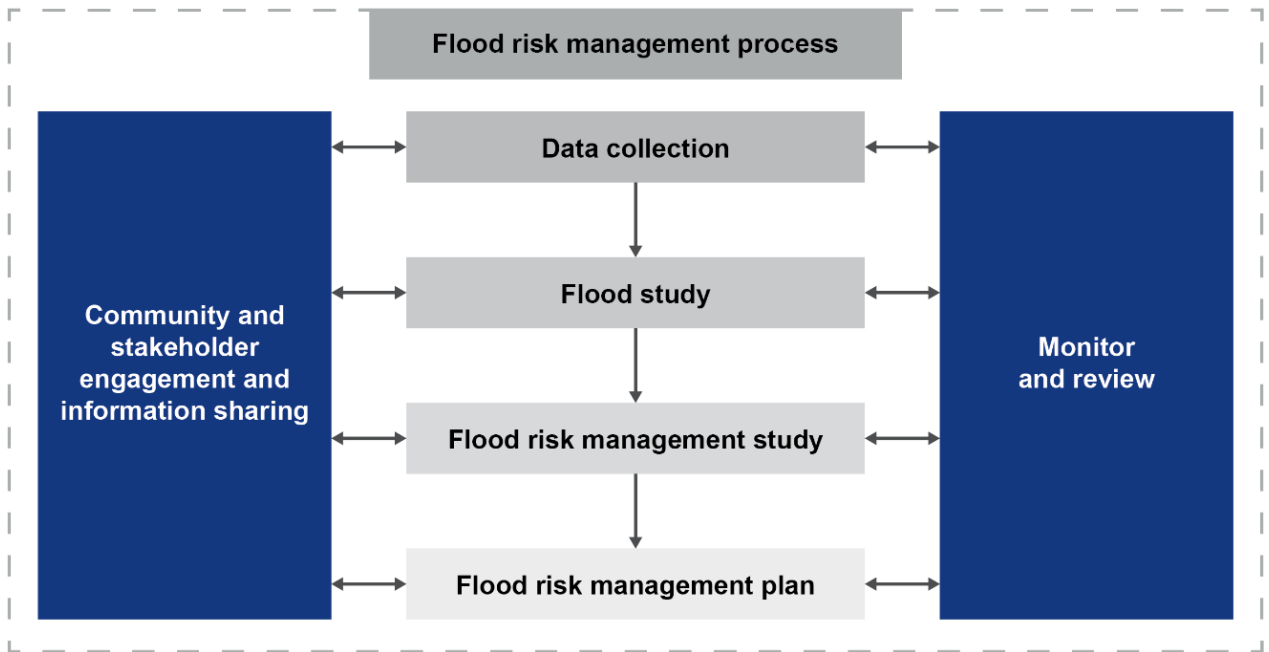 Flood risk management process
Data collection
Flood study
Community and
stakeholder
engagement and
information sharing
Monitor
and review
Flood risk management study
Flood risk management plan